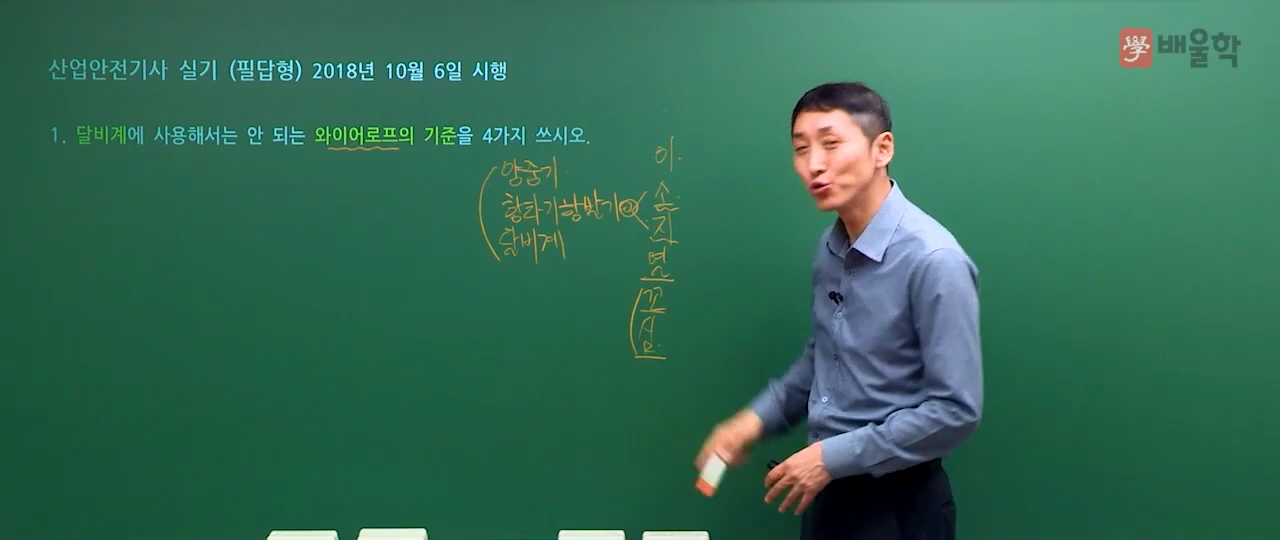 學 배울학
산업안전기사 실기 (필답형) 2018년 10월 6일 시행
1. 달비계에 사용해서는 안 되는 와이어로프의 기준을 4가지 쓰시오.
양중기
항타기항발기
달비계
이.
소.
지
변
꼬
심.